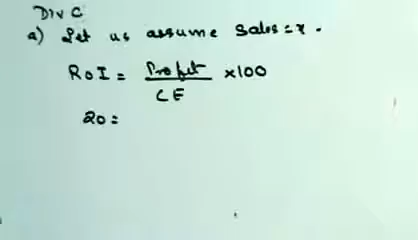 Div C
a) Let us assume Sales = x.
RoI = Profit / CE × 100
20 =